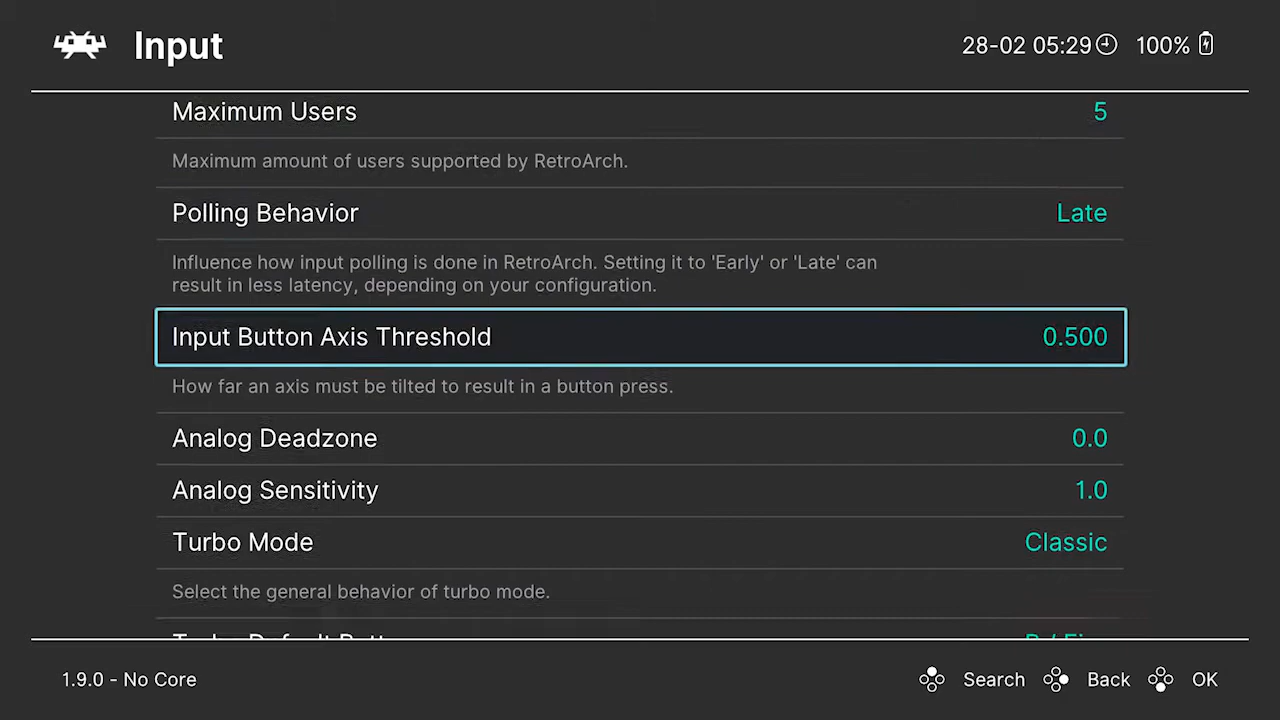 Input
28-02 05:29 100%
Maximum Users 5
Maximum amount of users supported by RetroArch.
Polling Behavior Late
Influence how input polling is done in RetroArch. Setting it to 'Early' or 'Late' can
result in less latency, depending on your configuration.
Input Button Axis Threshold 0.500
How far an axis must be tilted to result in a button press.
Analog Deadzone 0.0
Analog Sensitivity 1.0
Turbo Mode Classic
Select the general behavior of turbo mode.
1.9.0 - No Core
Search Back OK